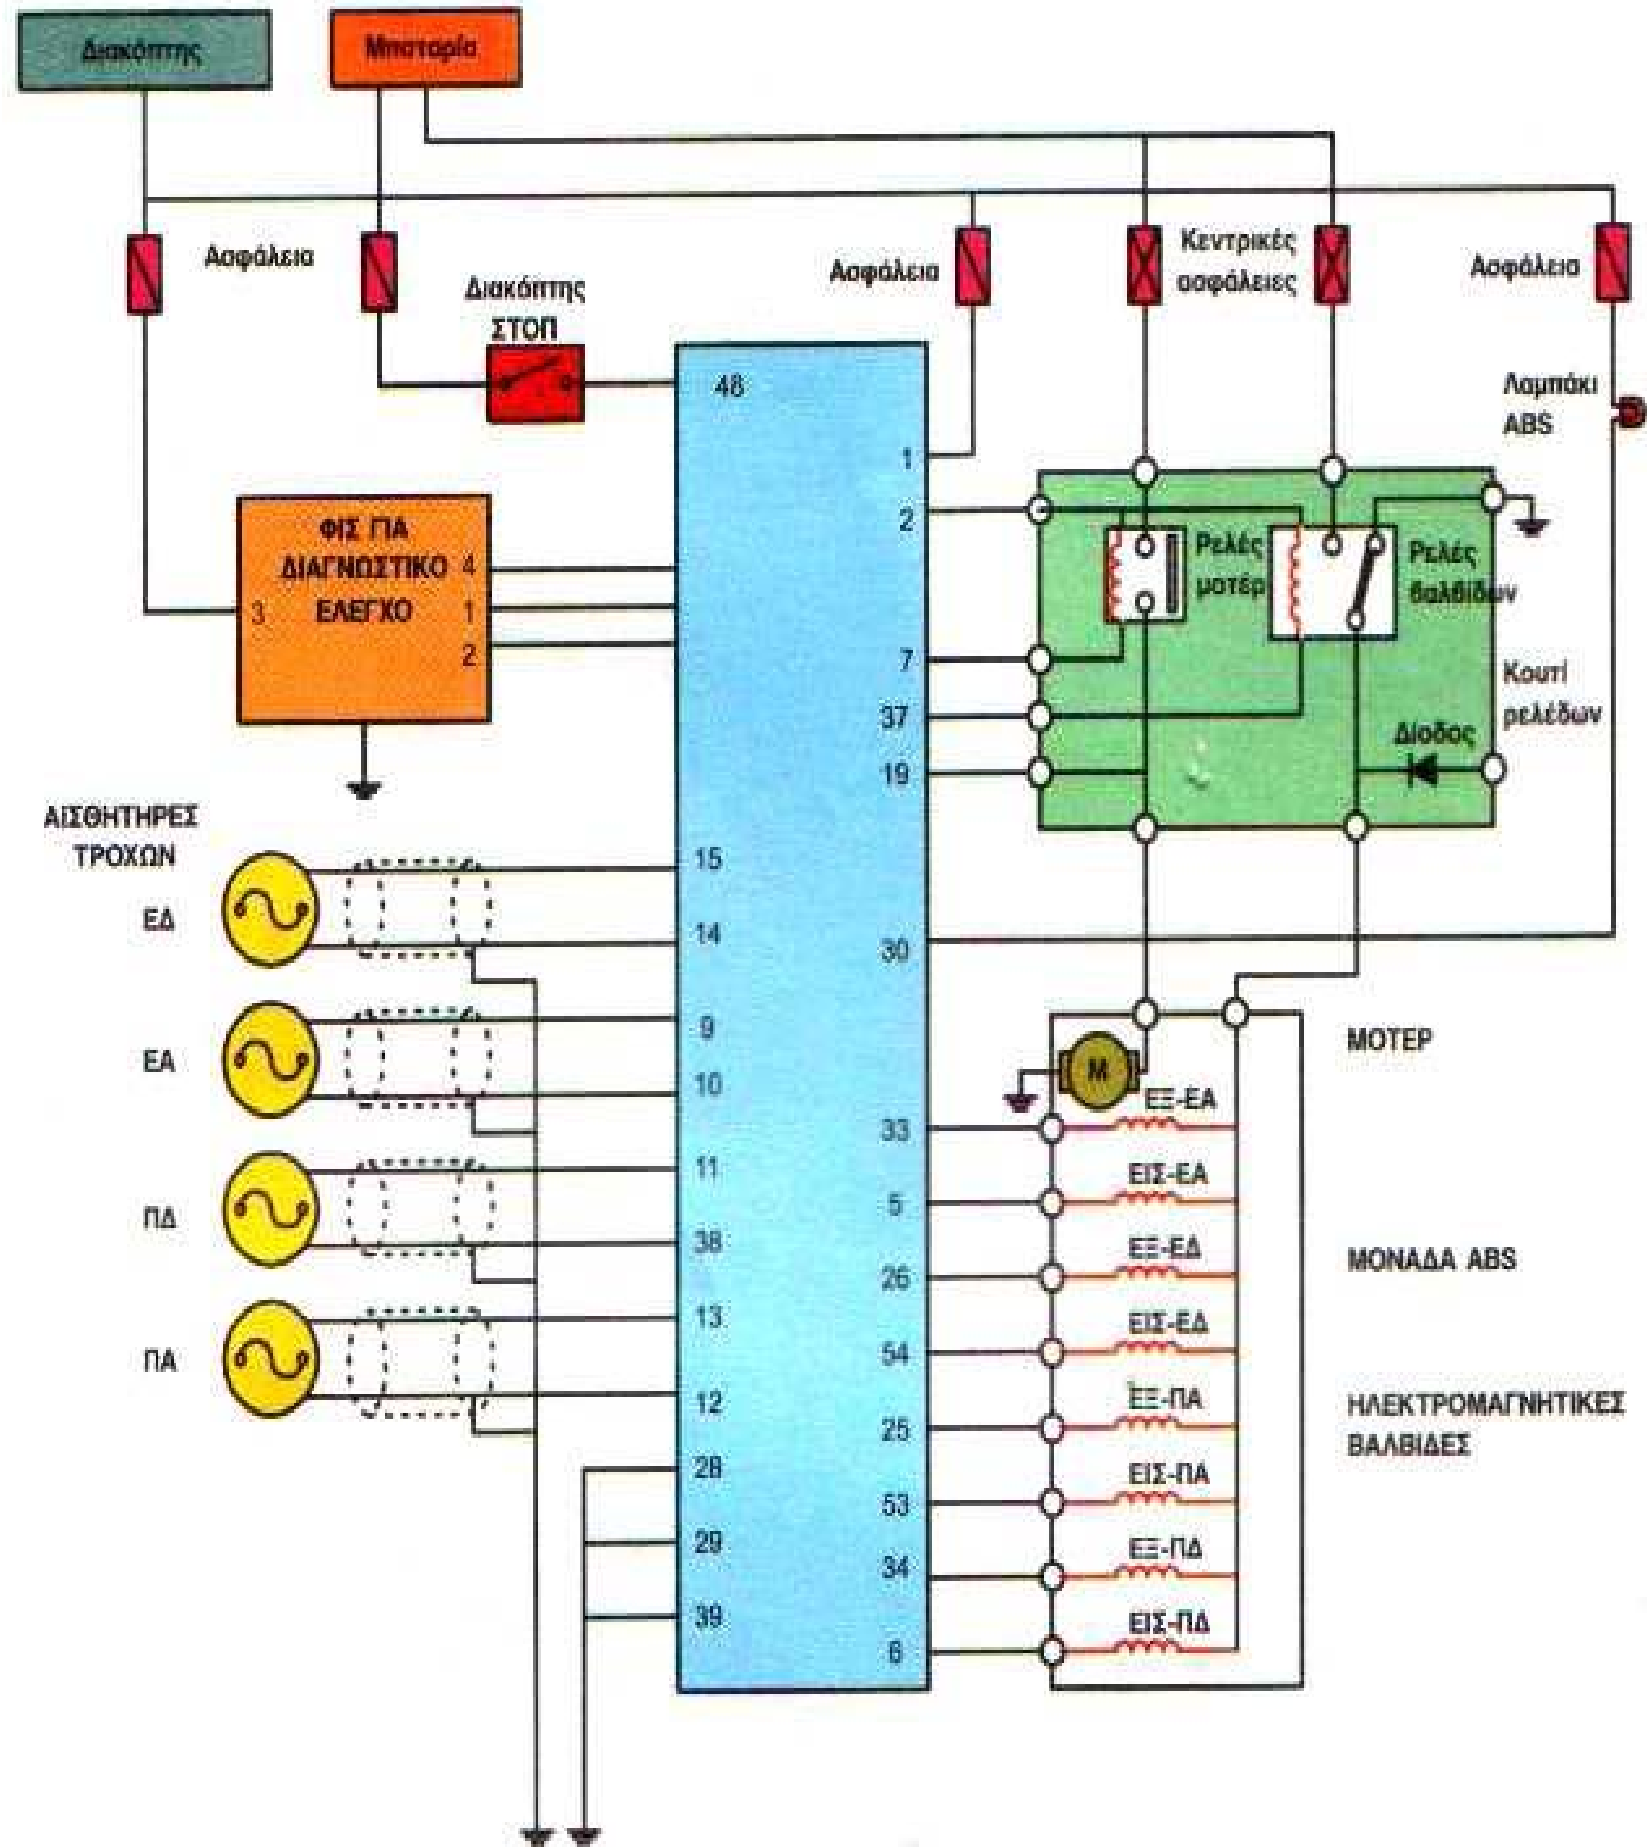 Διακόπτης
Μπαταρία
Ασφάλεια
Διακόπτης
ΣΤΟΠ
Ασφάλεια
Κεντρικές
ασφάλειες
Ασφάλεια
Λαμπάκι
ABS
48
1
2
ΦΙΣ ΓΙΑ
ΔΙΑΓΝΩΣΤΙΚΟ 4
3 ΕΛΕΓΧΟ 1
2
Ρελές
μοτέρ
Ρελές
βαλβίδων
7
37
19
Κουτί
ρελέδων
Δίοδος
ΑΙΣΘΗΤΗΡΕΣ
ΤΡΟΧΩΝ
ΕΔ
15
14
30
ΕΑ
9
10
ΜΟΤΕΡ
M
33
ΕΞ-ΕΑ
ΠΔ
11
38
5
ΕΙΣ-ΕΑ
26
ΕΞ-ΕΔ
ΜΟΝΑΔΑ ABS
ΠΑ
13
12
54
ΕΙΣ-ΕΔ
25
ΕΞ-ΠΑ
ΗΛΕΚΤΡΟΜΑΓΝΗΤΙΚΕΣ
ΒΑΛΒΙΔΕΣ
28
29
39
53
ΕΙΣ-ΠΑ
34
ΕΞ-ΠΔ
6
ΕΙΣ-ΠΔ